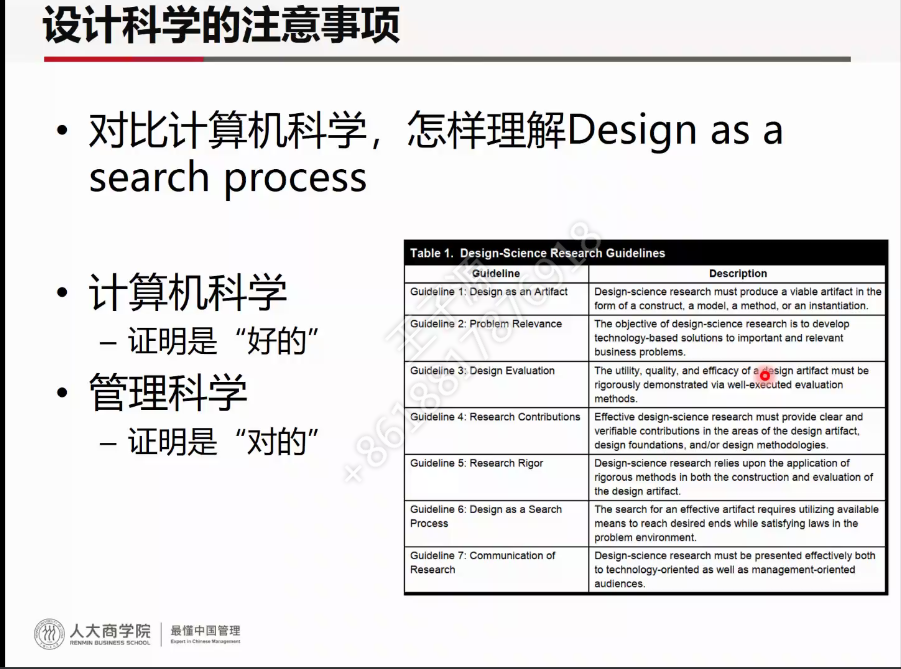 设计科学的注意事项
• 对比计算机科学，怎样理解Design as a
search process
• 计算机科学
– 证明是“好的”
• 管理科学
– 证明是“对的”
Table 1. Design-Science Research Guidelines
Guideline Description
Guideline 1: Design as an Artifact Design-science research must produce a viable artifact in the
form of a construct, a model, a method, or an instantiation.
Guideline 2: Problem Relevance The objective of design-science research is to develop
technology-based solutions to important and relevant
business problems.
Guideline 3: Design Evaluation The utility, quality, and efficacy of a design artifact must be
rigorously demonstrated via well-executed evaluation
methods.
Guideline 4: Research Contributions Effective design-science research must provide clear and
verifiable contributions in the areas of the design artifact,
design foundations, and/or design methodologies.
Guideline 5: Research Rigor Design-science research relies upon the application of
rigorous methods in both the construction and evaluation of
the design artifact.
Guideline 6: Design as a Search The search for an effective artifact requires utilizing available
Process means to reach desired ends while satisfying laws in the
problem environment.
Guideline 7: Communication of Design-science research must be presented effectively both
Research to technology-oriented as well as management-oriented
audiences.
人大商学院 最懂中国管理
RENMIN BUSINESS SCHOOL Expert in Chinese Management